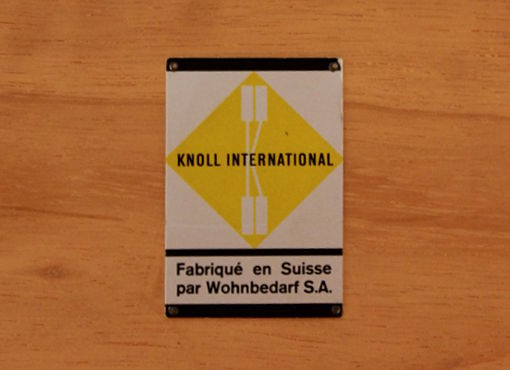 KNOLL INTERNATIONAL
Fabriqué en Suisse
par Wohnbedarf S.A.